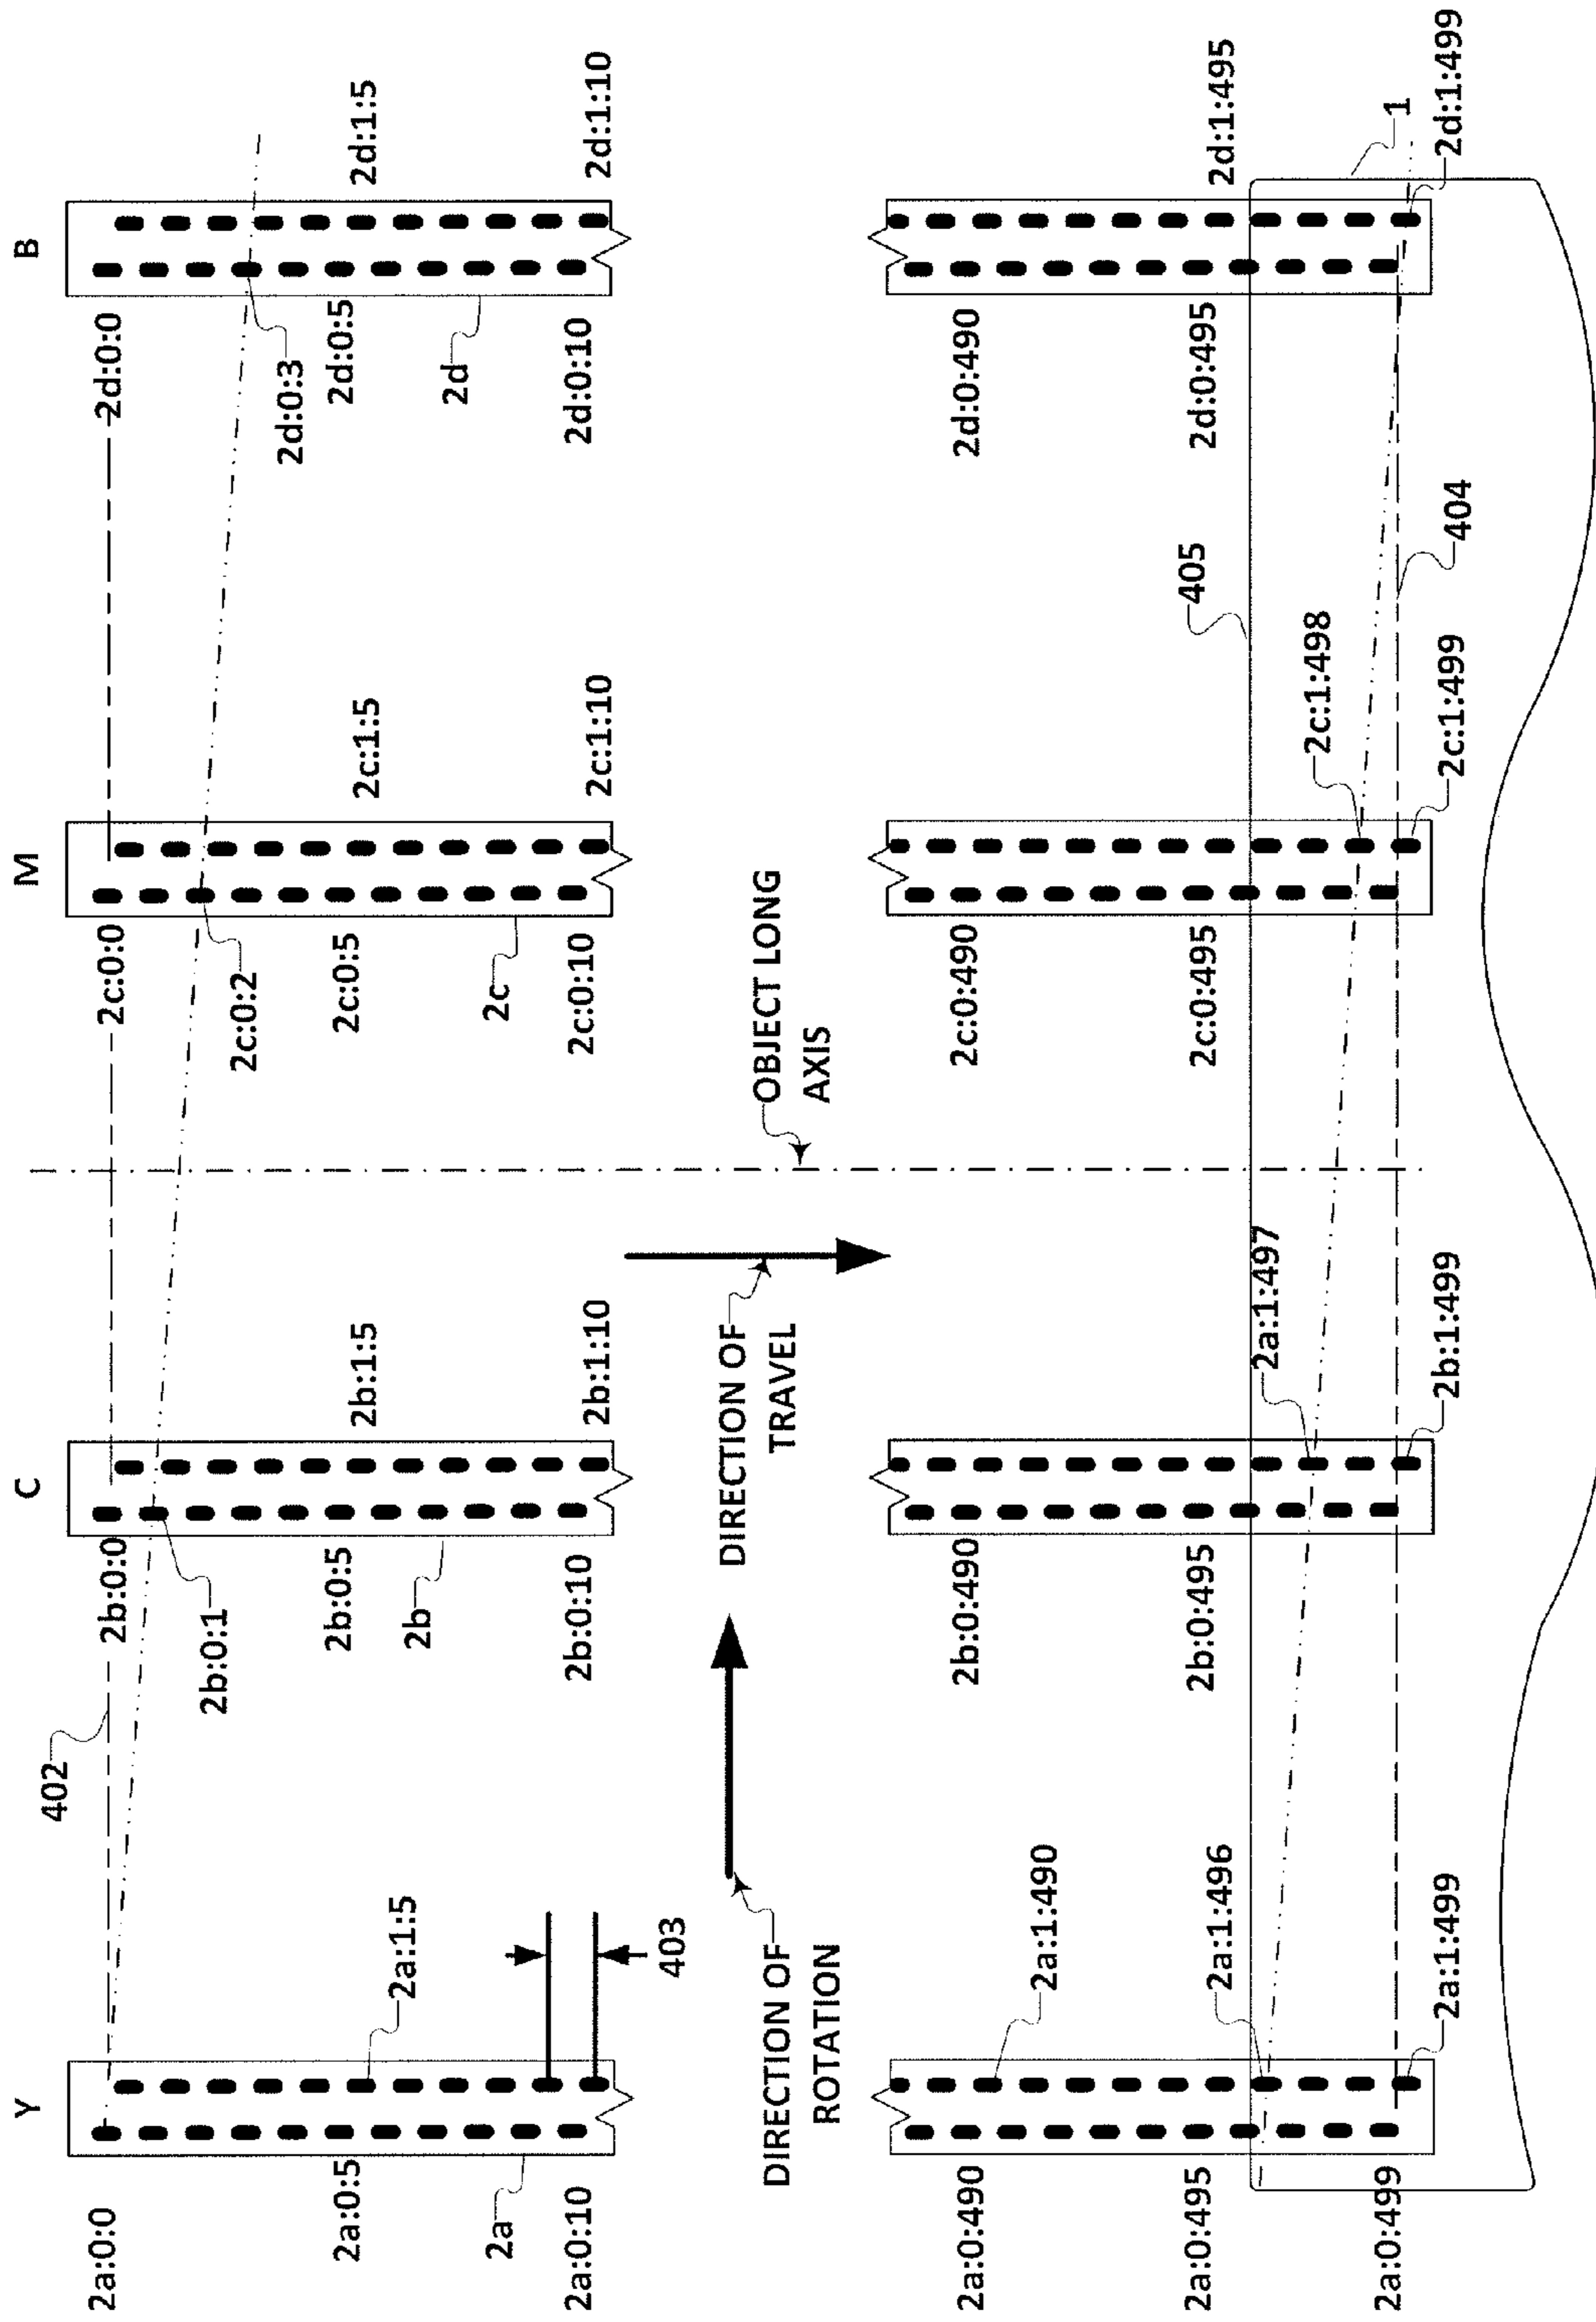 Y
C
M
B
402
2a:0:0
2b:0:0
2c:0:0
2d:0:0
2b:0:1
2c:0:2
2d:0:3
2a:0:5
2a:1:5
2b:0:5
2b:1:5
2c:0:5
2c:1:5
2d:0:5
2d:1:5
2a
2b
2c
2d
2a:0:10
2b:0:10
2b:1:10
2c:0:10
2c:1:10
2d:0:10
2d:1:10
403
DIRECTION OF
ROTATION
DIRECTION OF
TRAVEL
OBJECT LONG
AXIS
2a:0:490
2a:1:490
2b:0:490
2c:0:490
2d:0:490
2a:0:495
2a:1:496
2b:0:495
2a:1:497
2c:0:495
405
2c:1:498
2d:0:495
2d:1:495
2a:0:499
2a:1:499
2b:1:499
2c:1:499
404
1
2d:1:499